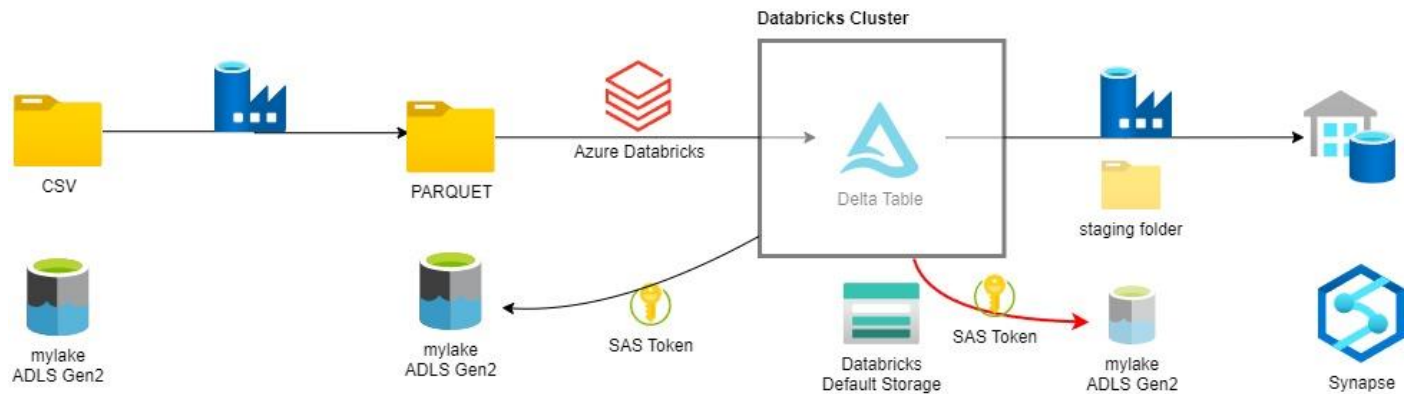 Databricks Cluster
CSV
PARQUET
Azure Databricks
Delta Table
staging folder
mylake
ADLS Gen2
mylake
ADLS Gen2
SAS Token
Databricks
Default Storage
SAS Token
mylake
ADLS Gen2
Synapse